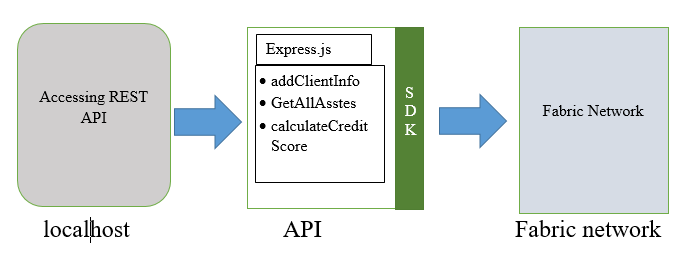 Accessing REST
API
Express.js
• addClientInfo
• GetAllAsstes
• calculateCredit
Score
S
D
K
Fabric Network
localhost
API
Fabric network